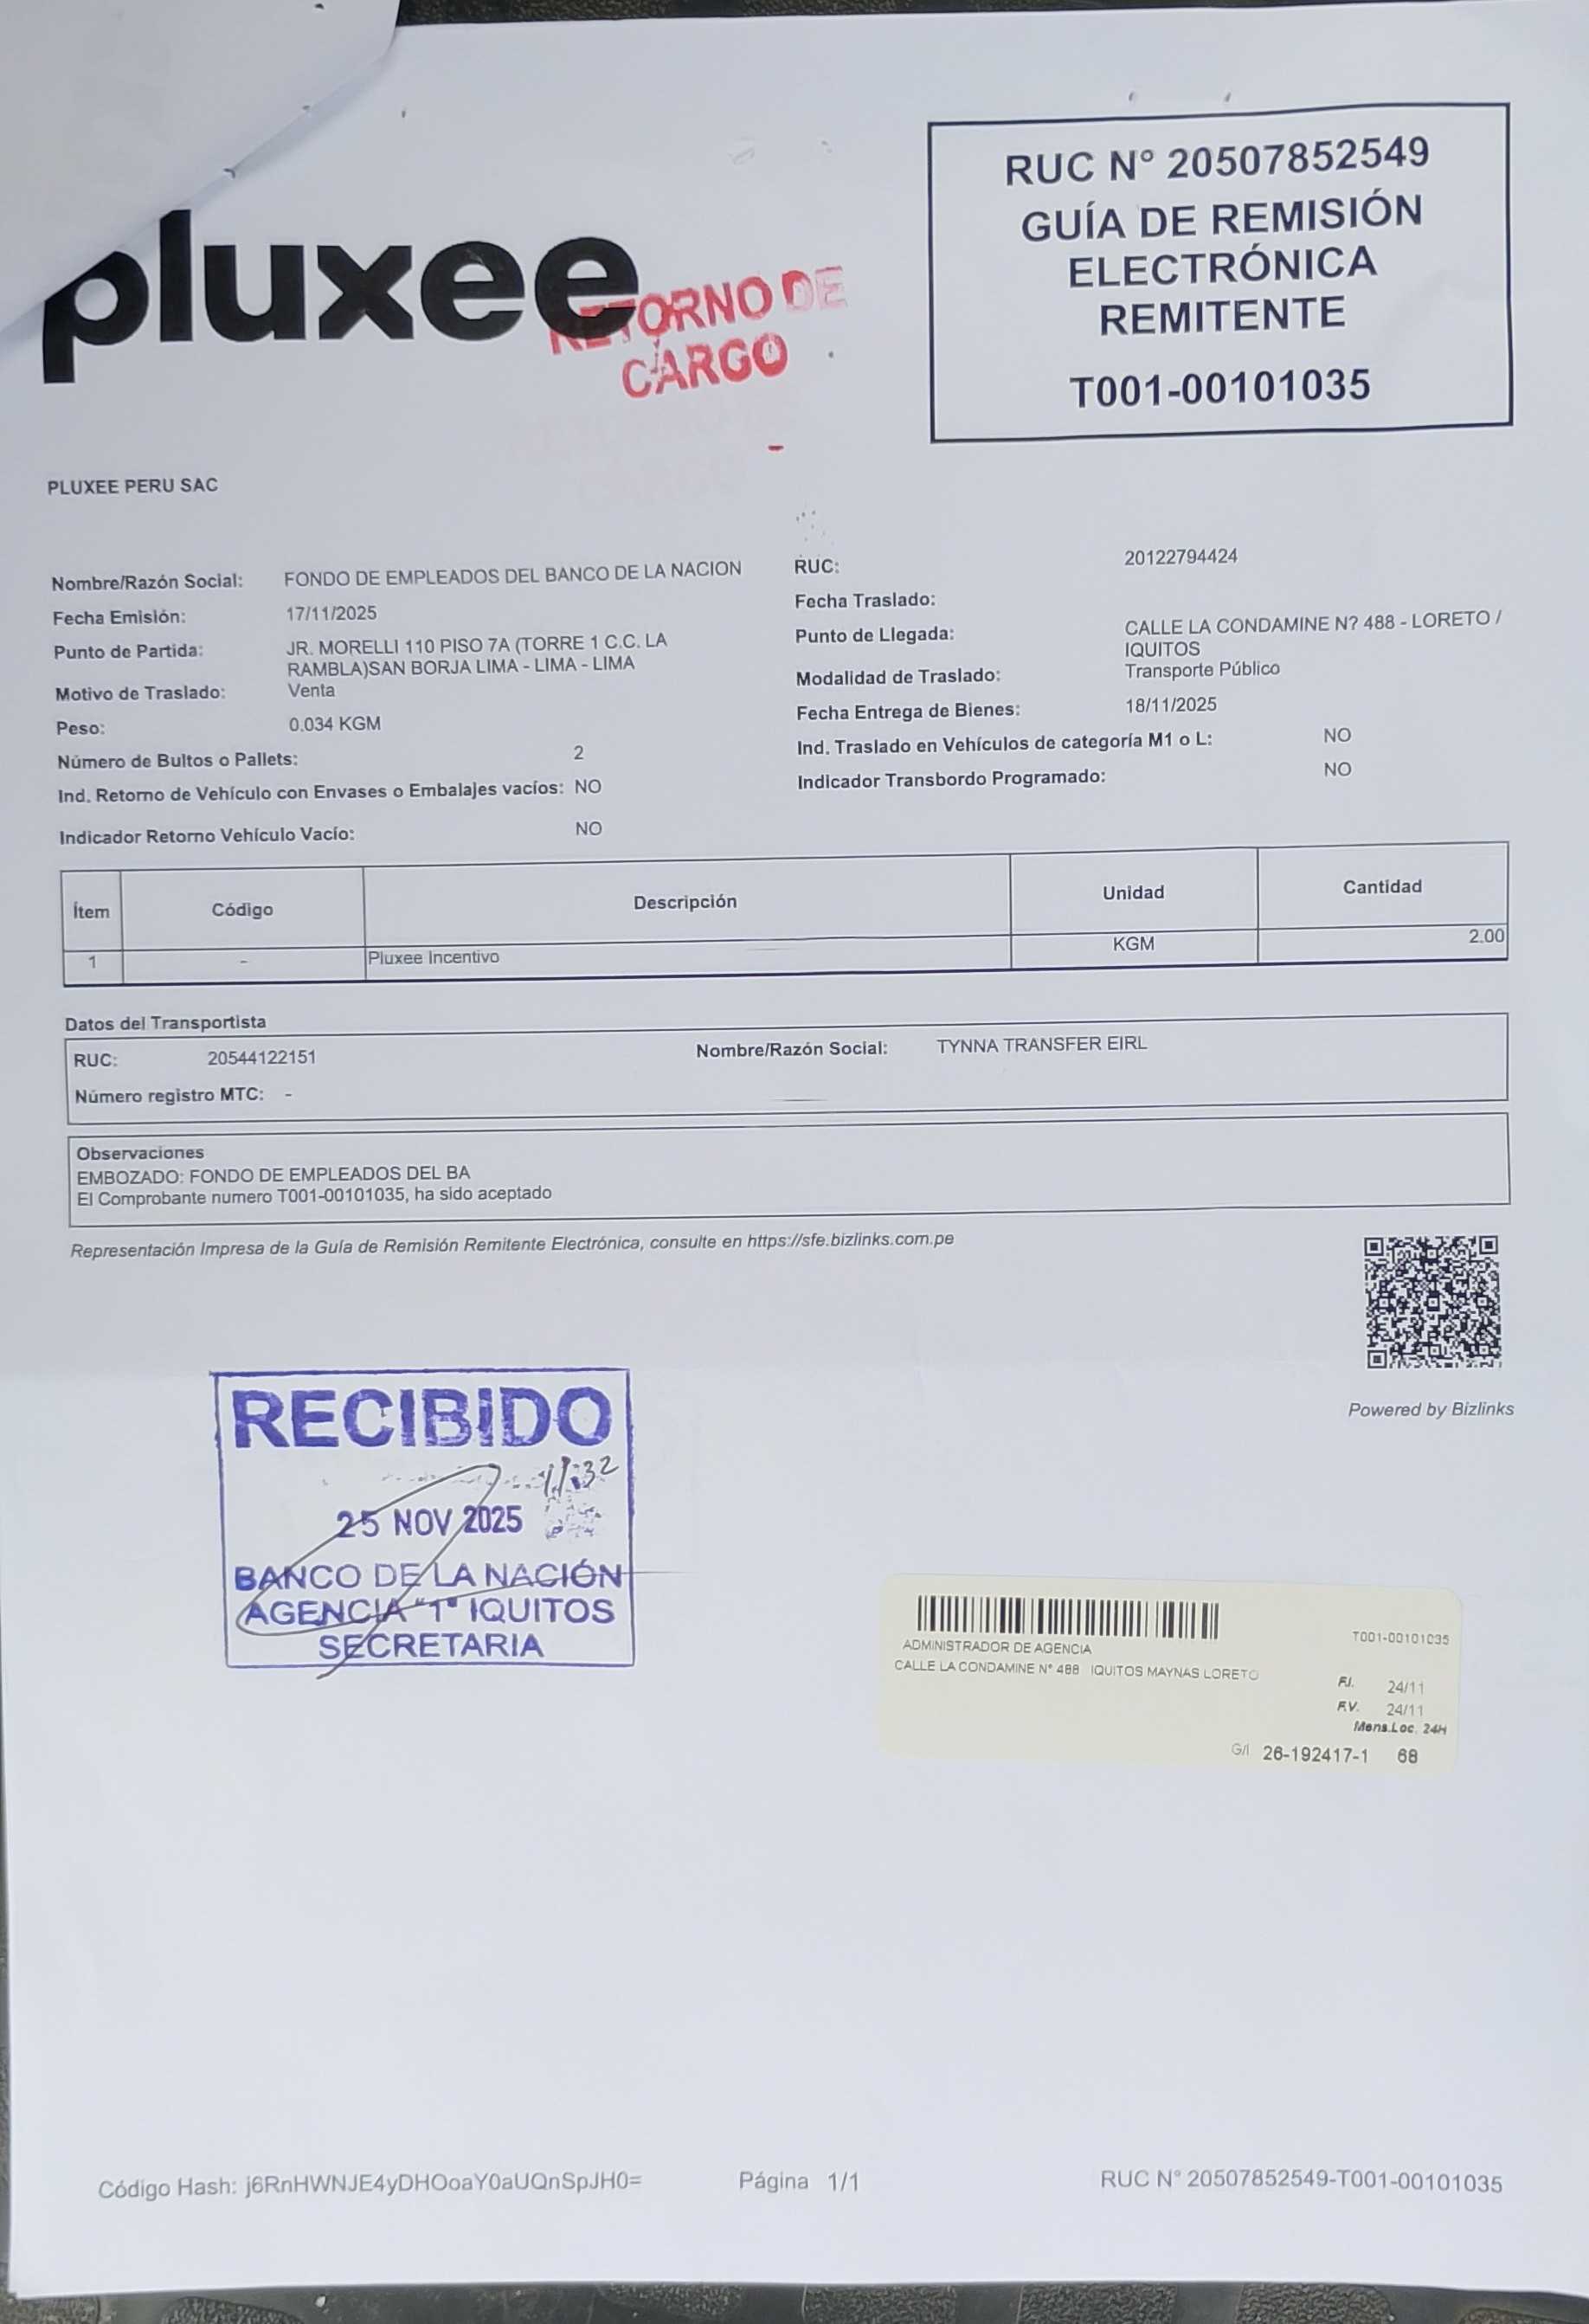 pluxee
RETORNO DE
CARGO
RUC N° 20507852549
GUÍA DE REMISIÓN
ELECTRÓNICA
REMITENTE
T001-00101035
PLUXEE PERU SAC
Nombre/Razón Social: FONDO DE EMPLEADOS DEL BANCO DE LA NACION
Fecha Emisión: 17/11/2025
Punto de Partida: JR. MORELLI 110 PISO 7A (TORRE 1 C.C. LA
RAMBLA)SAN BORJA LIMA - LIMA - LIMA
Motivo de Traslado: Venta
Peso: 0.034 KGM
Número de Bultos o Pallets: 2
Ind. Retorno de Vehículo con Envases o Embalajes vacíos: NO
Indicador Retorno Vehículo Vacío: NO
RUC: 20122794424
Fecha Traslado:
Punto de Llegada: CALLE LA CONDAMINE N? 488 - LORETO /
IQUITOS
Modalidad de Traslado: Transporte Público
Fecha Entrega de Bienes: 18/11/2025
Ind. Traslado en Vehículos de categoría M1 o L: NO
Indicador Transbordo Programado: NO
Ítem Código Descripción Unidad Cantidad
1 - Pluxee Incentivo KGM 2.00
Datos del Transportista
RUC: 20544122151 Nombre/Razón Social: TYNNA TRANSFER EIRL
Número registro MTC: -
Observaciones
EMBOZADO: FONDO DE EMPLEADOS DEL BA
El Comprobante numero T001-00101035, ha sido aceptado
Representación Impresa de la Guía de Remisión Remitente Electrónica, consulte en https://sfe.bizlinks.com.pe
Powered by Bizlinks
RECIBIDO
25 NOV 2025
BANCO DE LA NACIÓN
AGENCIA "1" IQUITOS
SECRETARIA
T001-00101035
ADMINISTRADOR DE AGENCIA
CALLE LA CONDAMINE N° 488 IQUITOS MAYNAS LORETO
F.I. 24/11
F.V. 24/11
Mens.Loc. 24H
G/I 26-192417-1 68
Código Hash: j6RnHWNJE4yDHOoaY0aUQnSpJH0= Página 1/1 RUC N° 20507852549-T001-00101035